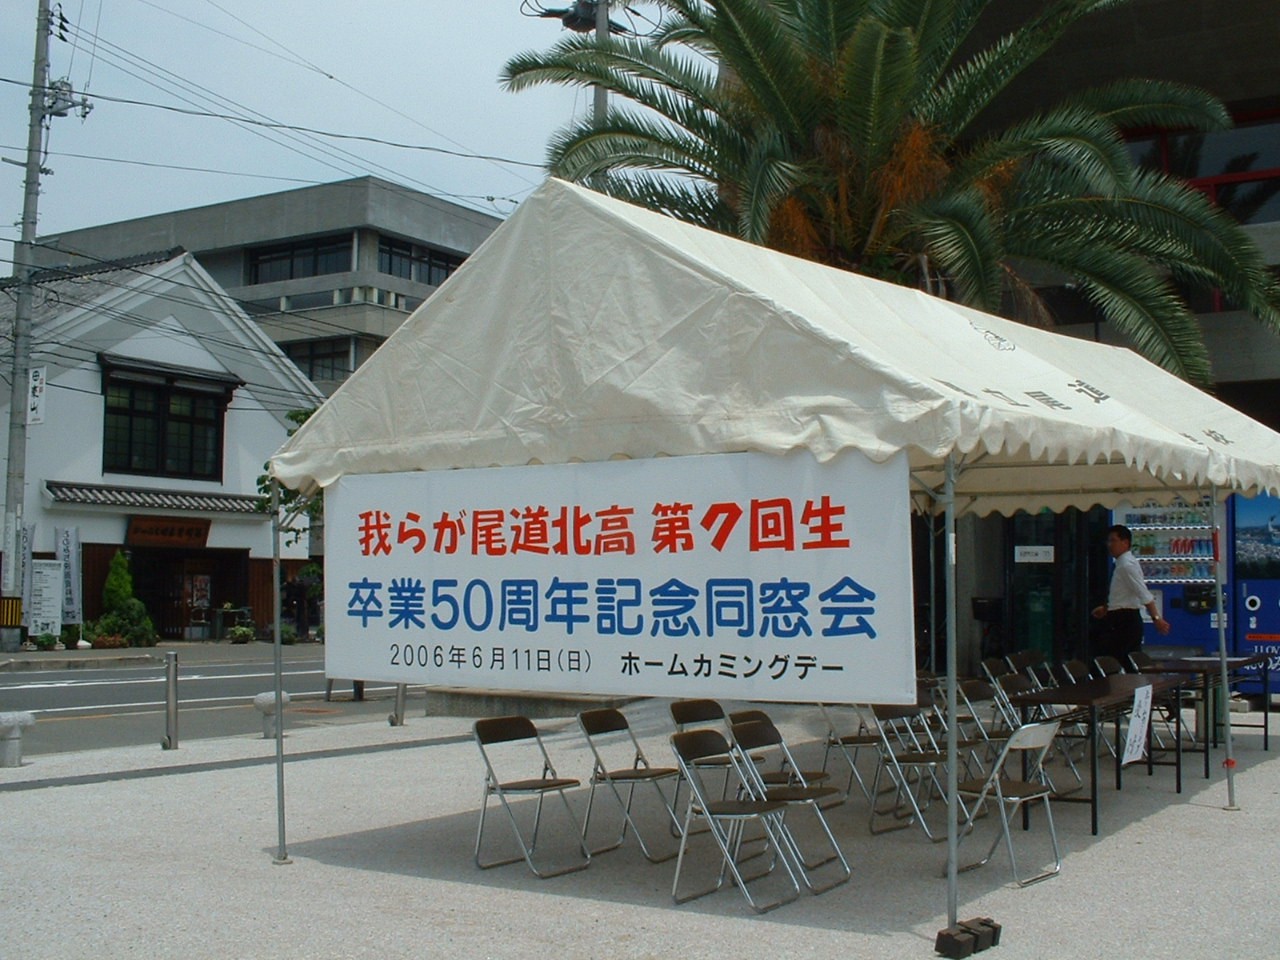 我らが尾道北高 第7回生
卒業50周年記念同窓会
2006年6月11日(日) ホームカミングデー